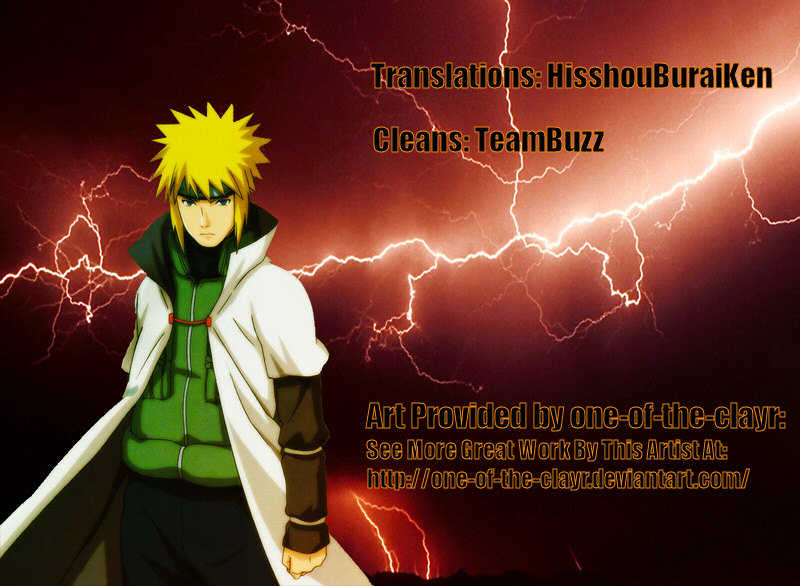 Translations: HisshouBuraiKen
Cleans: TeamBuzz
Art Provided by one-of-the-clayr:
See More Great Work By This Artist At:
http://one-of-the-clayr.deviantart.com/